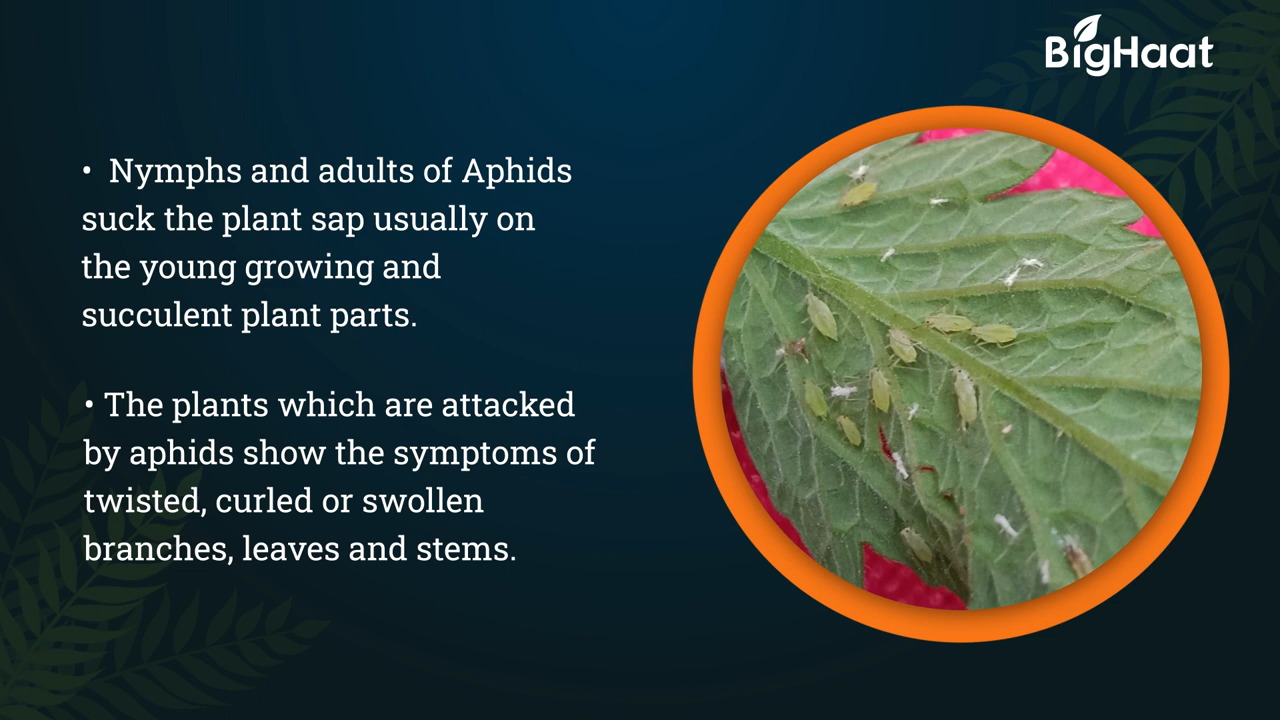 BigHaat
• Nymphs and adults of Aphids
suck the plant sap usually on
the young growing and
succulent plant parts.
• The plants which are attacked
by aphids show the symptoms of
twisted, curled or swollen
branches, leaves and stems.